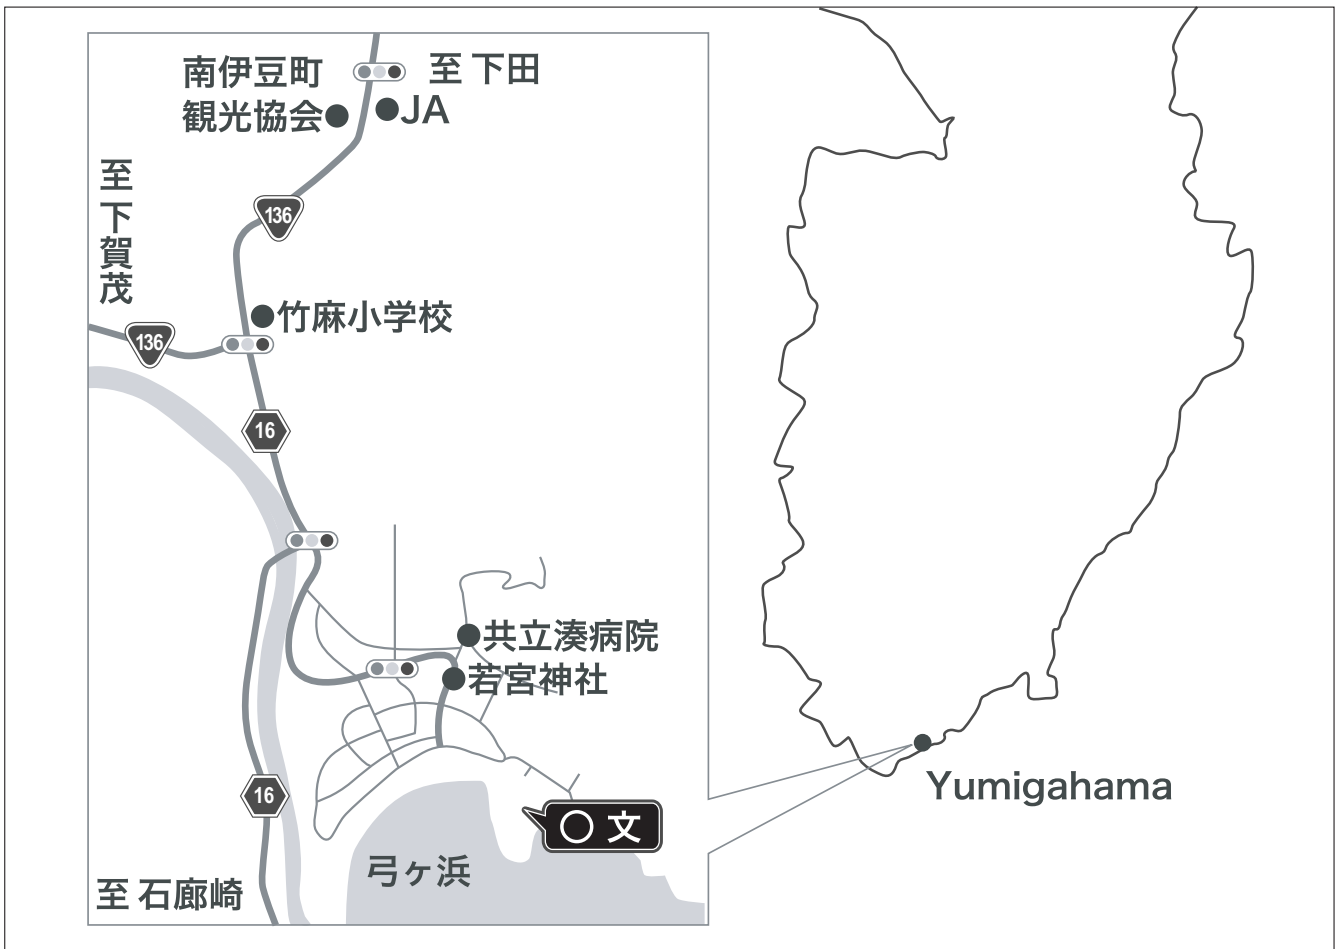 南伊豆町
観光協会
至 下田
JA
至 下賀茂
136
竹麻小学校
136
16
共立湊病院
若宮神社
16
○ 文
弓ヶ浜
至 石廊崎
Yumigahama